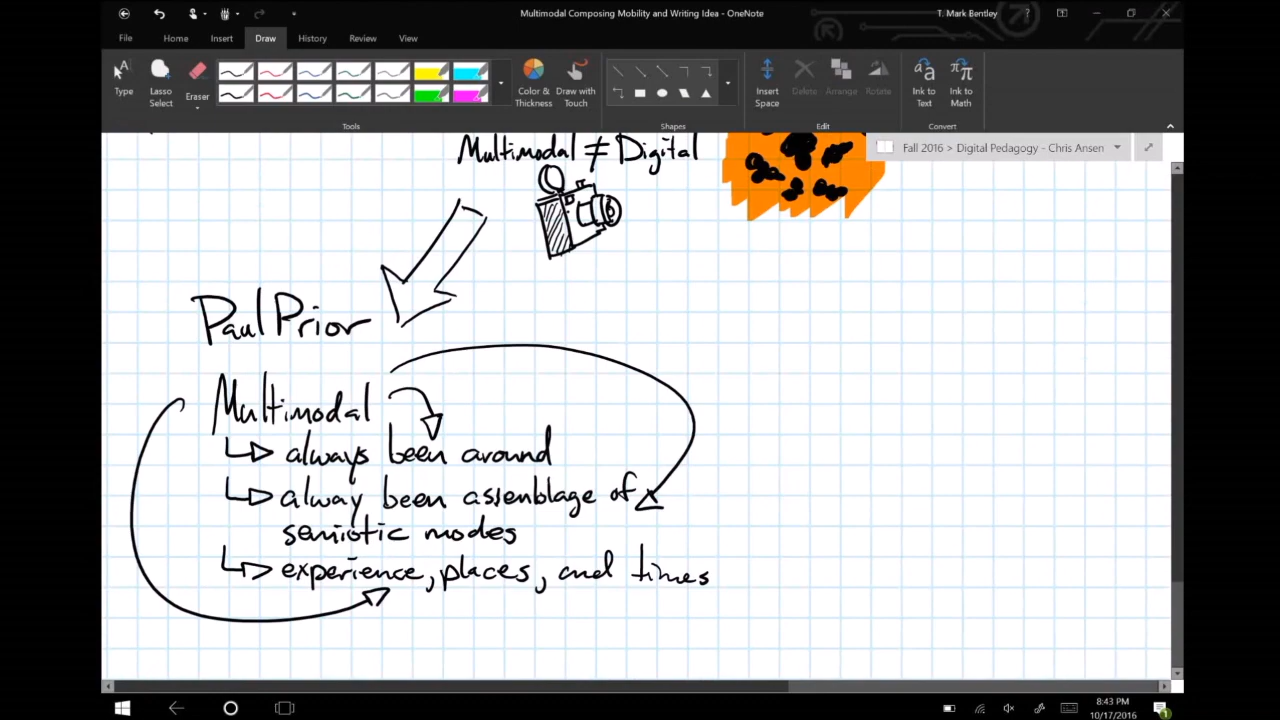 Multimodal Composing Mobility and Writing Idea - OneNote
T. Mark Bentley
?
File Home Insert Draw History Review View
Type
Lasso Select
Eraser
Color & Thickness
Draw with Touch
Insert Space
Delete
Arrange
Rotate
Ink to Text
Ink to Math
Tools
Shapes
Edit
Convert
Fall 2016 > Digital Pedagogy - Chris Ansen
Multimodal ≠ Digital
Paul Prior
Multimodal
always been around
alway been assemblage of
semiotic modes
experience, places, and times
8:43 PM
10/17/2016
1